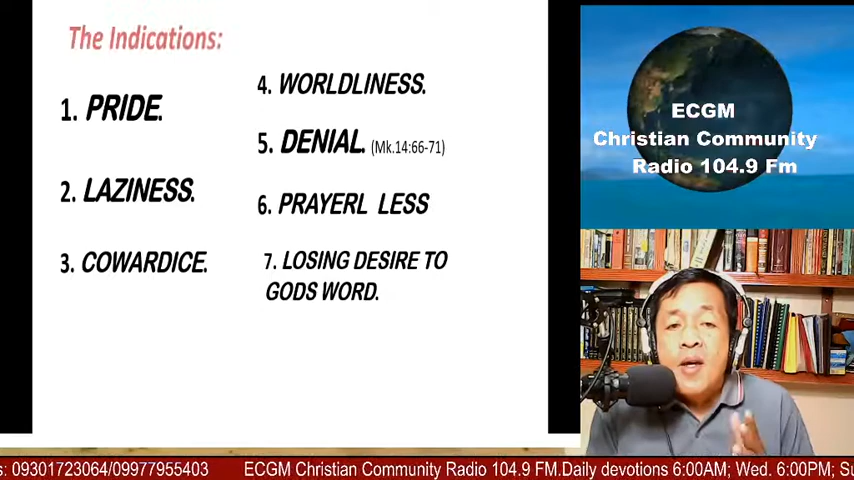 The Indications:
1. PRIDE.
2. LAZINESS.
3. COWARDICE.
4. WORLDLINESS.
5. DENIAL. (Mk.14:66-71)
6. PRAYERL LESS
7. LOSING DESIRE TO
GODS WORD.
ECGM
Christian Community
Radio 104.9 Fm
s: 09301723064/09977955403 ECGM Christian Community Radio 104.9 FM.Daily devotions 6:00AM; Wed. 6:00PM; Su